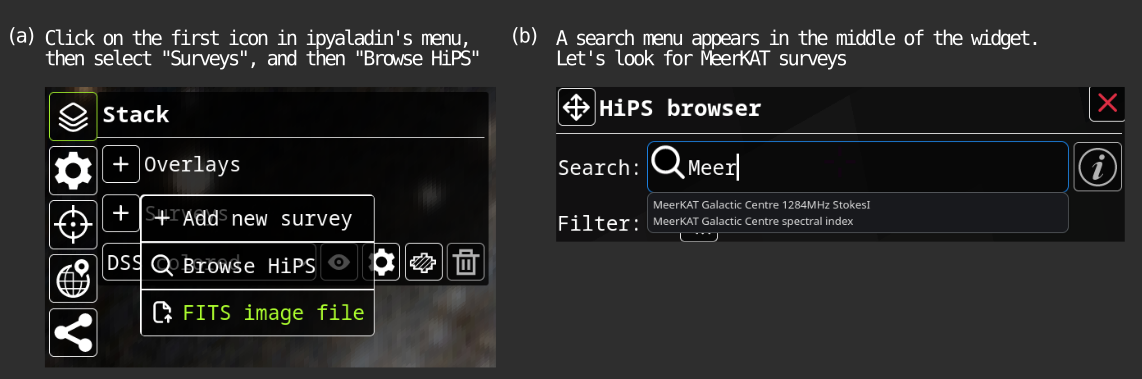 (a) Click on the first icon in ipyaladin's menu,
then select "Surveys", and then "Browse HiPS"
Stack
+ Overlays
+ Surveys
+ Add new survey
DSS colored
Browse HiPS
FITS image file
(b) A search menu appears in the middle of the widget.
Let's look for MeerKAT surveys
HiPS browser
Search: Meer
MeerKAT Galactic Centre 1284MHz StokesI
MeerKAT Galactic Centre spectral index
Filter: